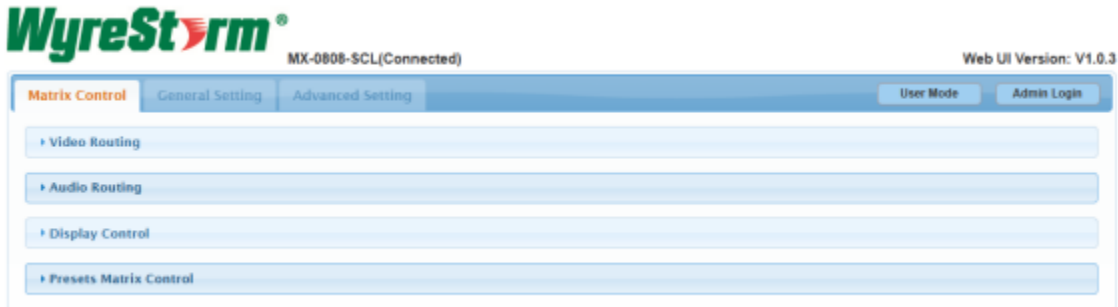 WyreStorm®
MX-0808-SCL(Connected)
Web UI Version: V1.0.3
Matrix Control General Setting Advanced Setting User Mode Admin Login
Video Routing
Audio Routing
Display Control
Presets Matrix Control